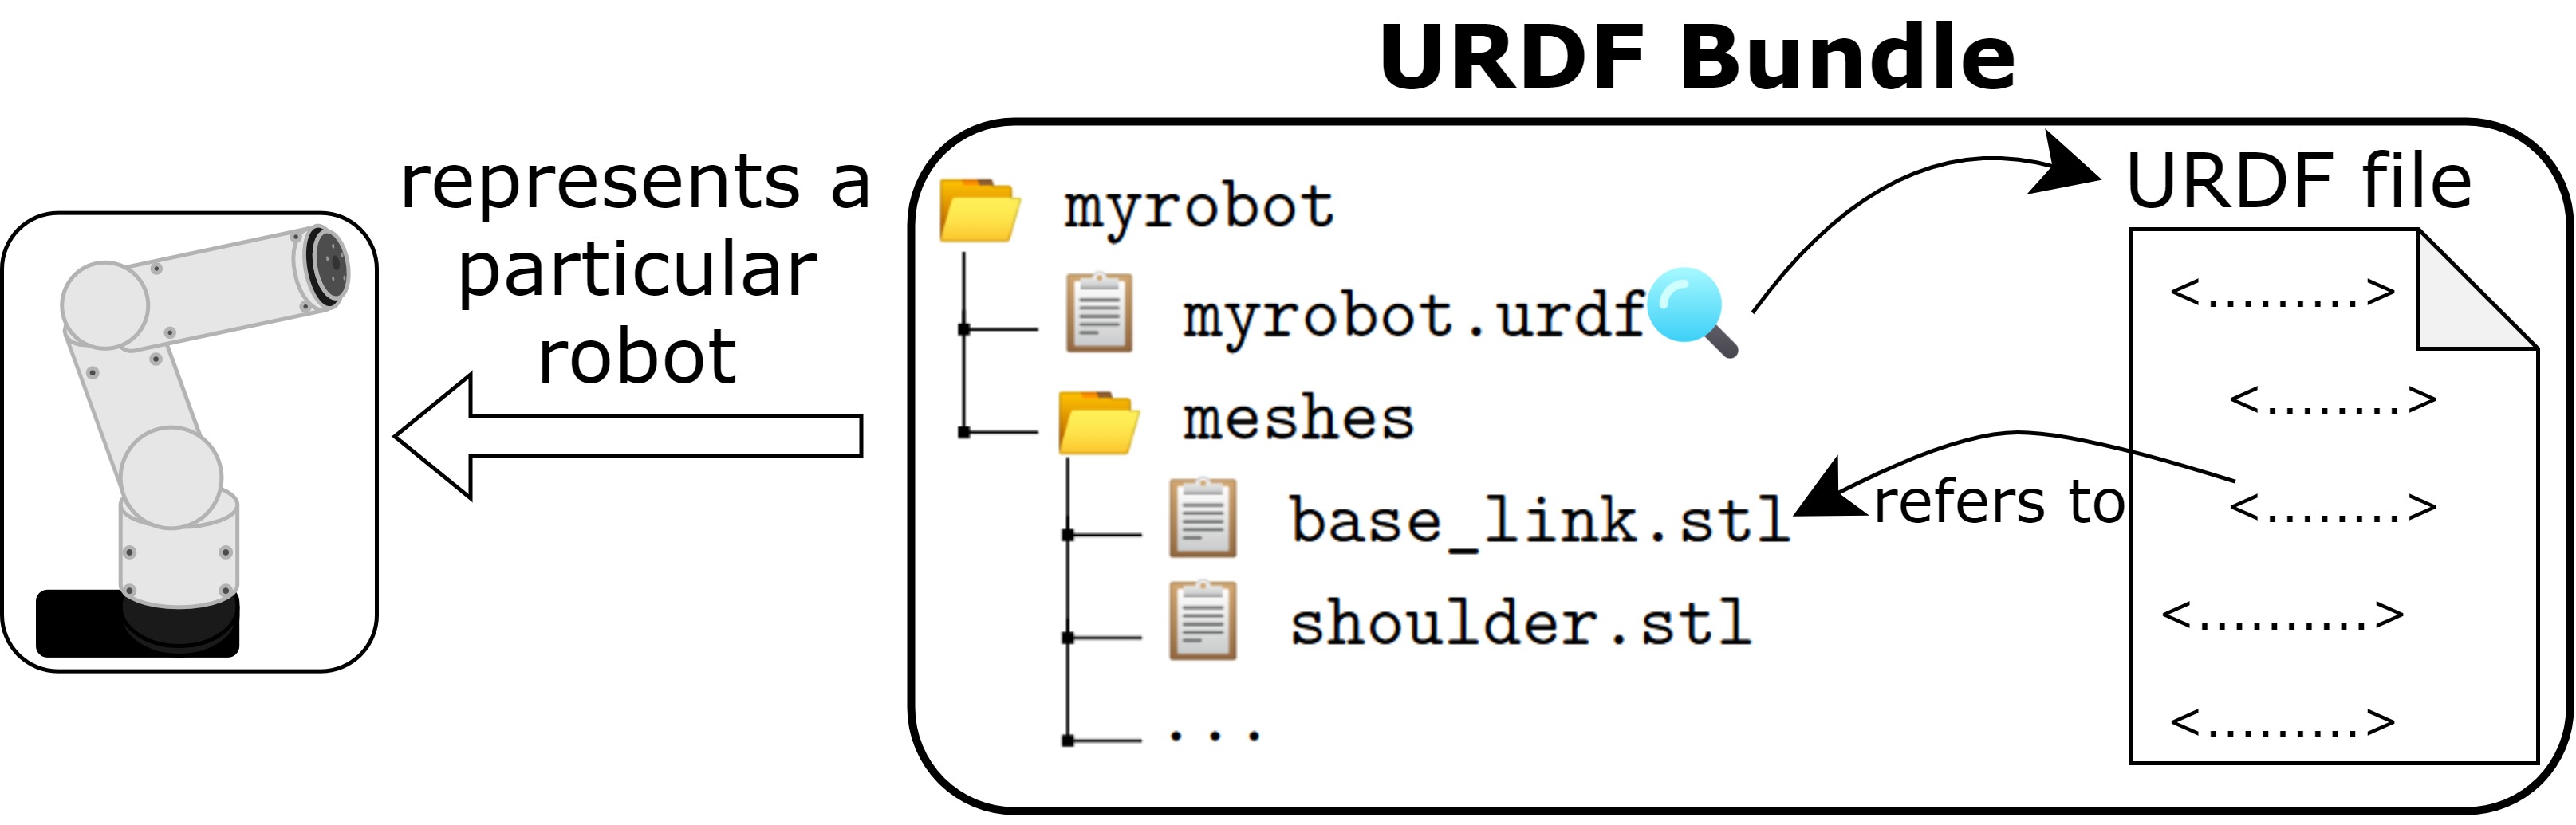 URDF Bundle
represents a
particular
robot
myrobot
myrobot.urdf
meshes
base_link.stl
shoulder.stl
...
URDF file
<.........>
<........>
refers to
<........>
<..........>
<.........>